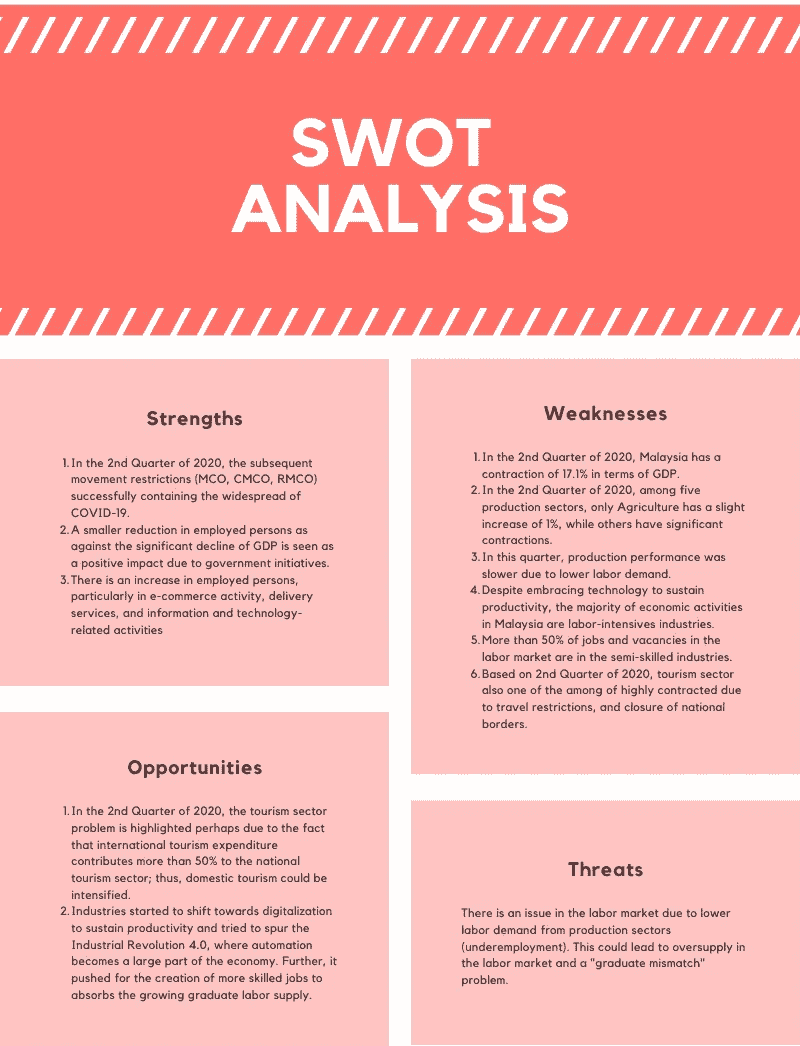 SWOT
ANALYSIS
Strengths
1. In the 2nd Quarter of 2020, the subsequent
movement restrictions (MCO, CMCO, RMCO)
successfully containing the widespread of
COVID-19.
2. A smaller reduction in employed persons as
against the significant decline of GDP is seen as
a positive impact due to government initiatives.
3. There is an increase in employed persons,
particularly in e-commerce activity, delivery
services, and information and technology-
related activities
Weaknesses
1. In the 2nd Quarter of 2020, Malaysia has a
contraction of 17.1% in terms of GDP.
2. In the 2nd Quarter of 2020, among five
production sectors, only Agriculture has a slight
increase of 1%, while others have significant
contractions.
3. In this quarter, production performance was
slower due to lower labor demand.
4. Despite embracing technology to sustain
productivity, the majority of economic activities
in Malaysia are labor-intensives industries.
5. More than 50% of jobs and vacancies in the
labor market are in the semi-skilled industries.
6. Based on 2nd Quarter of 2020, tourism sector
also one of the among of highly contracted due
to travel restrictions, and closure of national
borders.
Opportunities
1. In the 2nd Quarter of 2020, the tourism sector
problem is highlighted perhaps due to the fact
that international tourism expenditure
contributes more than 50% to the national
tourism sector; thus, domestic tourism could be
intensified.
2. Industries started to shift towards digitalization
to sustain productivity and tried to spur the
Industrial Revolution 4.0, where automation
becomes a large part of the economy. Further, it
pushed for the creation of more skilled jobs to
absorbs the growing graduate labor supply.
Threats
There is an issue in the labor market due to lower
labor demand from production sectors
(underemployment). This could lead to oversupply in
the labor market and a "graduate mismatch"
problem.